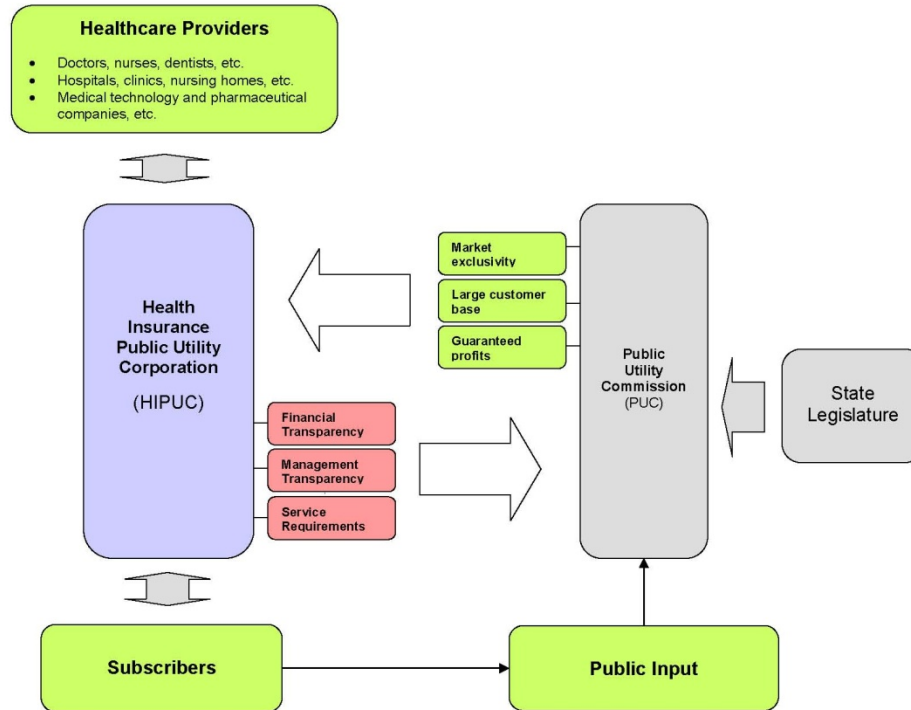 Healthcare Providers
• Doctors, nurses, dentists, etc.
• Hospitals, clinics, nursing homes, etc.
• Medical technology and pharmaceutical
companies, etc.
Health
Insurance
Public Utility
Corporation
(HIPUC)
Market
exclusivity
Large customer
base
Guaranteed
profits
Public
Utility
Commission
(PUC)
State
Legislature
Financial
Transparency
Management
Transparency
Service
Requirements
Subscribers
Public Input